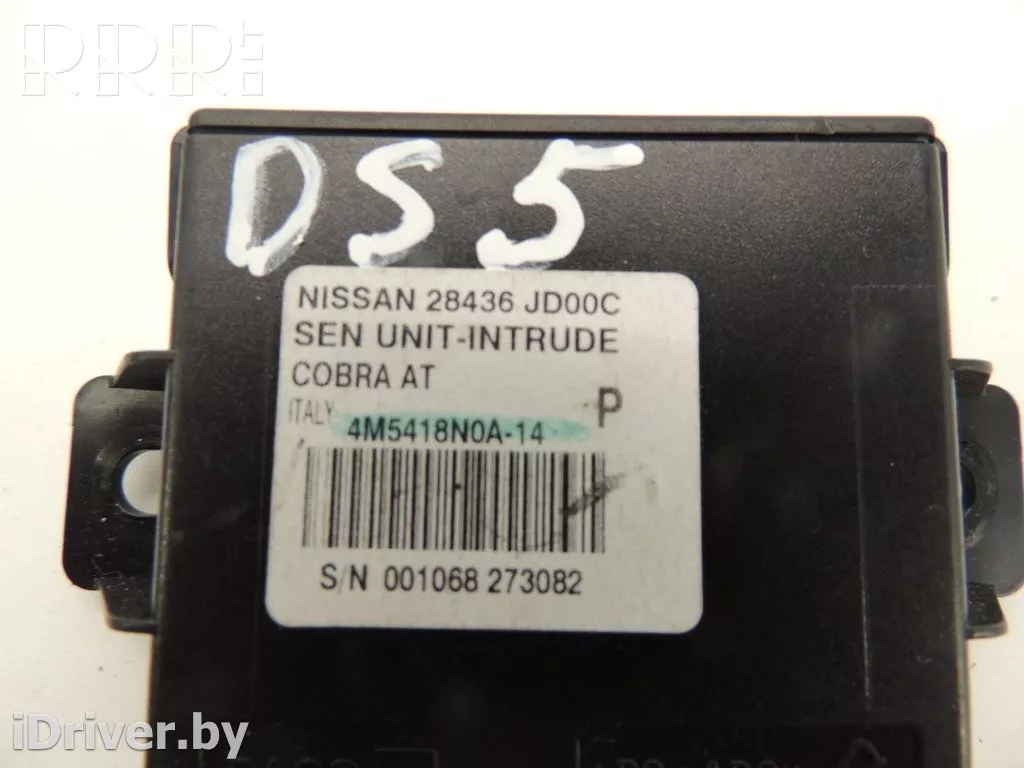 RRR
DS5
NISSAN 28436 JD00C
SEN UNIT-INTRUDE
COBRA AT
P
ITALY
4M5418N0A-14
S/N 001068 273082
iDriver.by